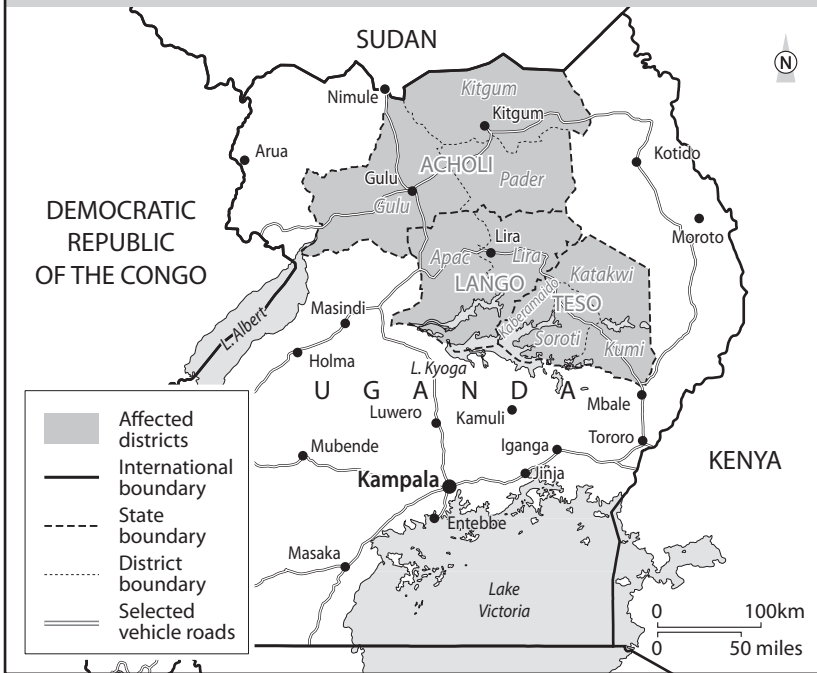 SUDAN
N
Nimule
Kitgum
Kitgum
Arua
ACHOLI
Kotido
Gulu
Pader
Gulu
DEMOCRATIC
REPUBLIC
OF THE CONGO
Moroto
Lira
Apac
Lira
Katakwi
LANGO
Kaberamaido
TESO
L. Albert
Masindi
Soroti
Kumi
Holma
L. Kyoga
UGANDA
Mbale
Luwero
Kamuli
Tororo
Mubende
Iganga
KENYA
Kampala
Jinja
Entebbe
Masaka
Lake
Victoria
Affected
districts
International
boundary
State
boundary
District
boundary
Selected
vehicle roads
0 100km
0 50 miles